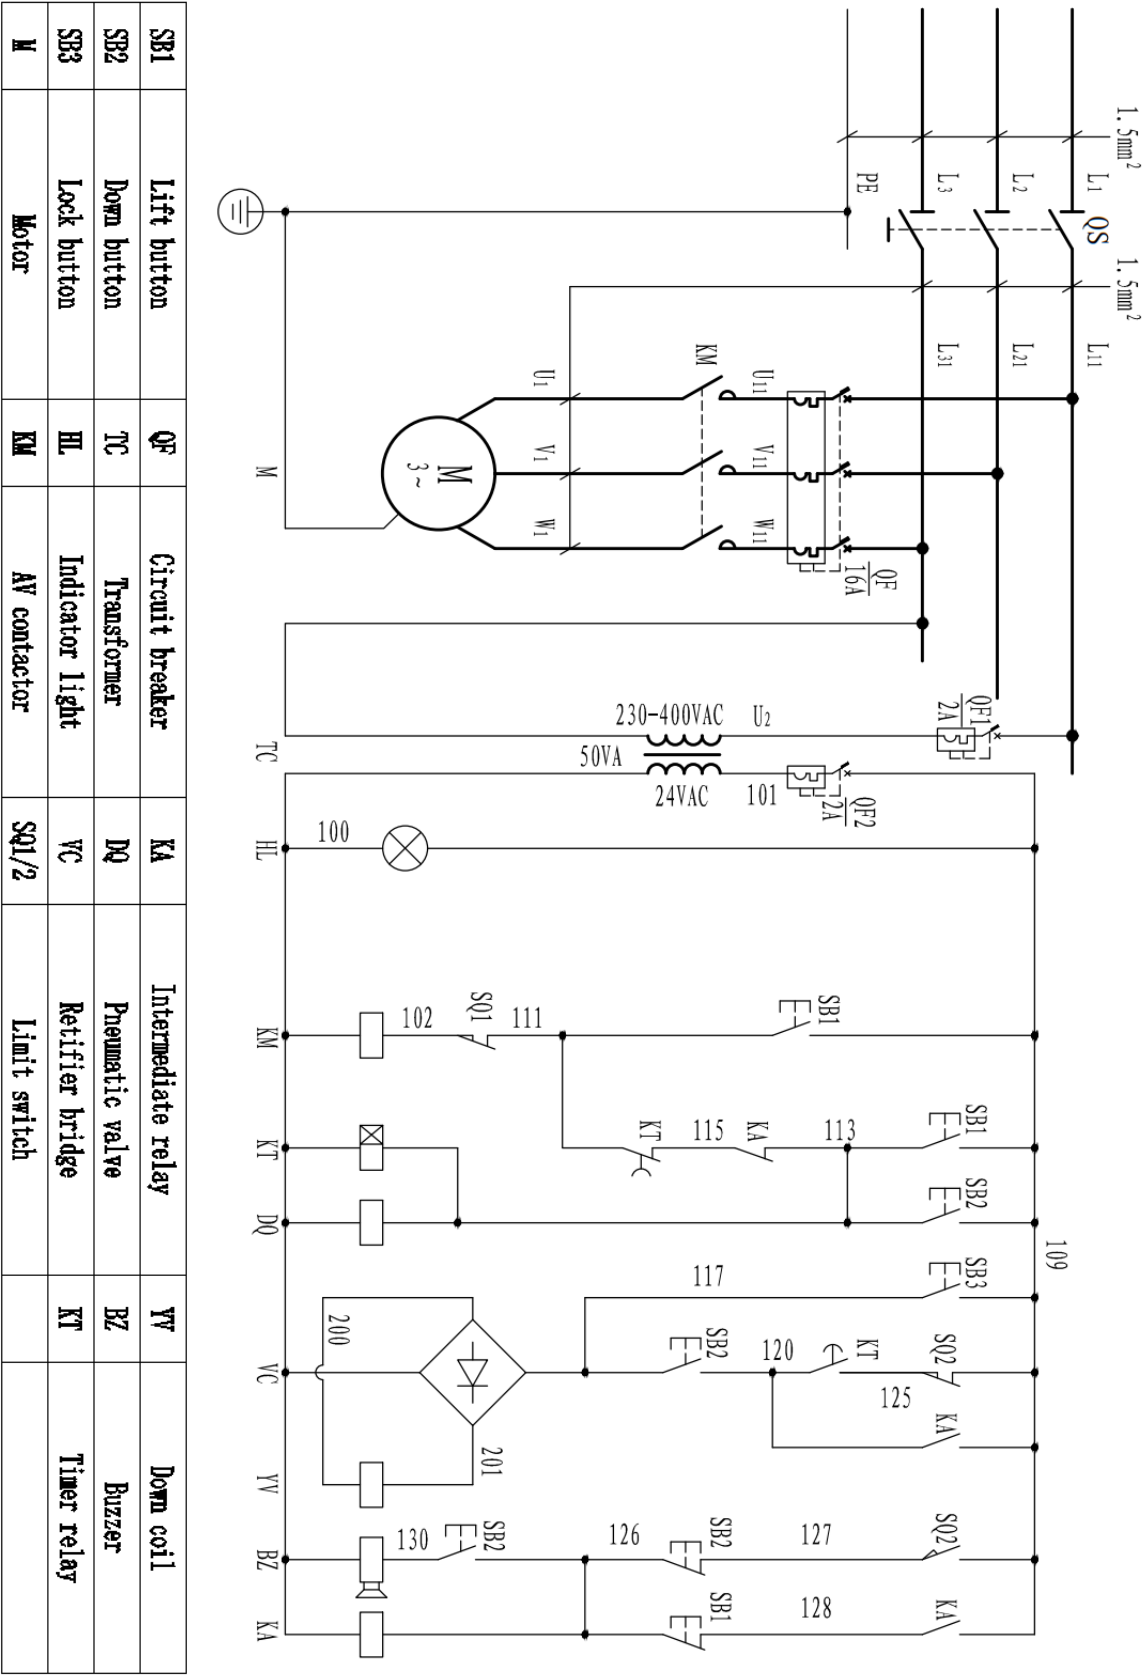 1.5mm²
1.5mm²
L1
L2
L3
PE
QS
L11
L21
L31
KM
U11
V11
W11
QF
16A
U1
V1
W1
M
3~
M
QF1
2A
U2
230-400VAC
50VA
24VAC
TC
101
QF2
2A
100
HL
109
SB1
111
SQ1
102
KM
SB1
113
KA
115
KT
KT
SB2
DQ
SB3
117
SQ2
125
KT
120
SB2
KA
200
201
VC
YV
SQ2
127
SB2
126
SB2
130
BZ
KA
128
SB1
KA
SB1 Lift button QF Circuit breaker KA Intermediate relay YV Down coil
SB2 Down button TC Transformer DQ Pneumatic valve BZ Buzzer
SB3 Lock button HL Indicator light VC Retifier bridge KT Timer relay
M Motor KM AV contactor SQ1/2 Limit switch